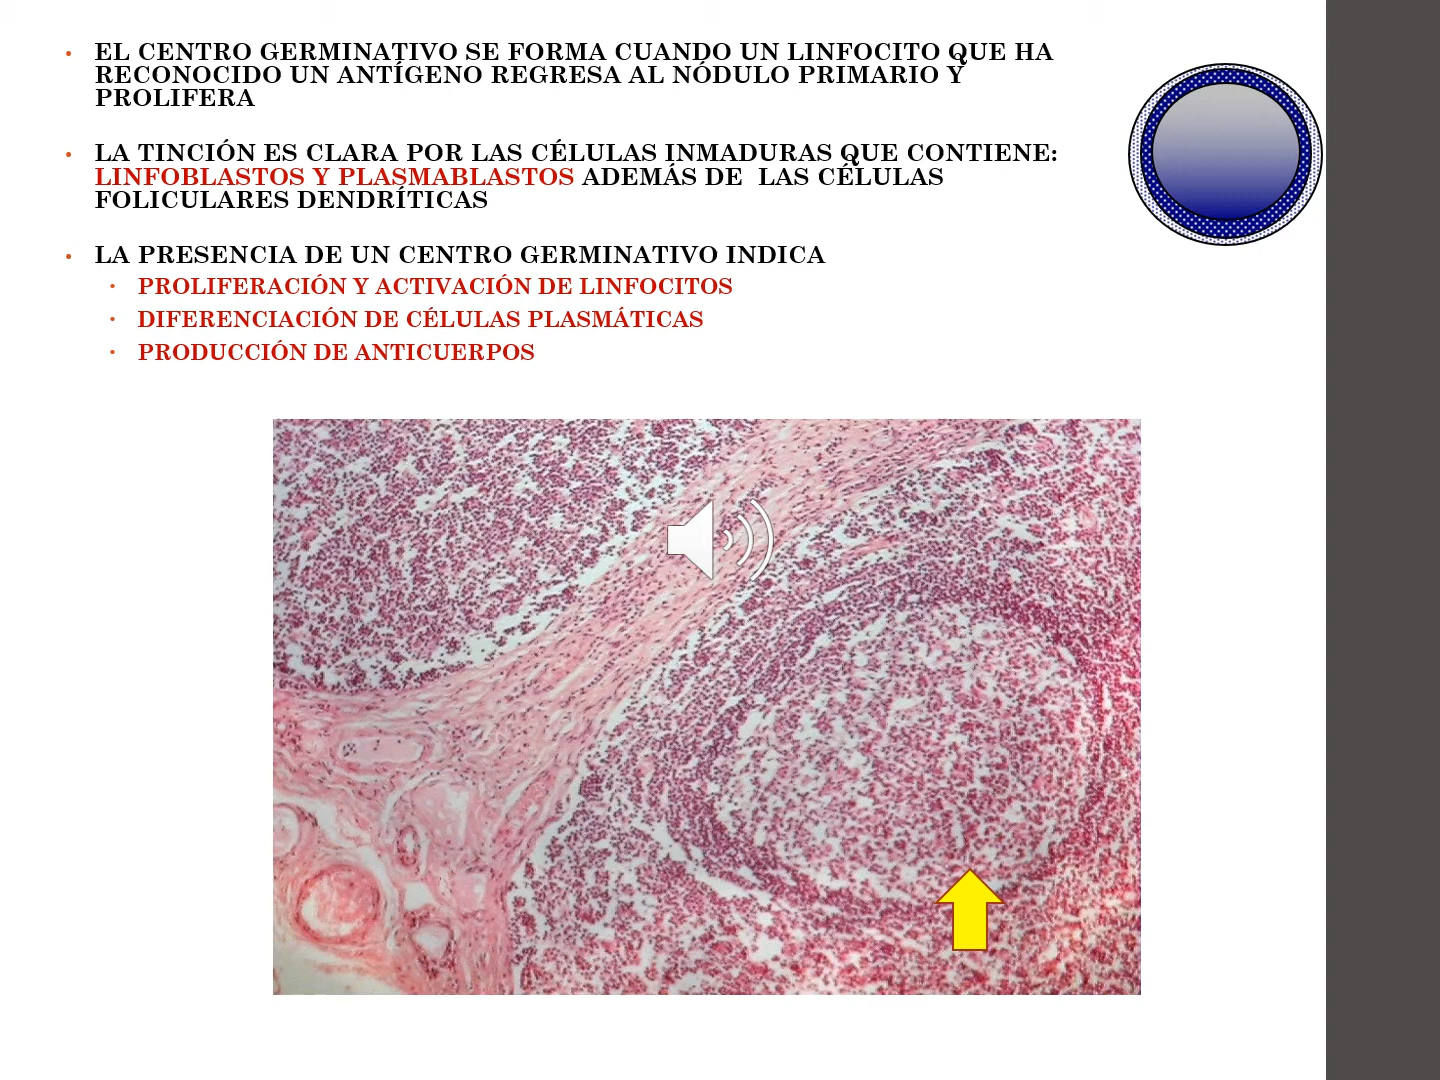 • EL CENTRO GERMINATIVO SE FORMA CUANDO UN LINFOCITO QUE HA
RECONOCIDO UN ANTÍGENO REGRESA AL NÓDULO PRIMARIO Y
PROLIFERA
• LA TINCIÓN ES CLARA POR LAS CÉLULAS INMADURAS QUE CONTIENE:
LINFOBLASTOS Y PLASMABLASTOS ADEMÁS DE LAS CÉLULAS
FOLICULARES DENDRÍTICAS
• LA PRESENCIA DE UN CENTRO GERMINATIVO INDICA
• PROLIFERACIÓN Y ACTIVACIÓN DE LINFOCITOS
• DIFERENCIACIÓN DE CÉLULAS PLASMÁTICAS
• PRODUCCIÓN DE ANTICUERPOS